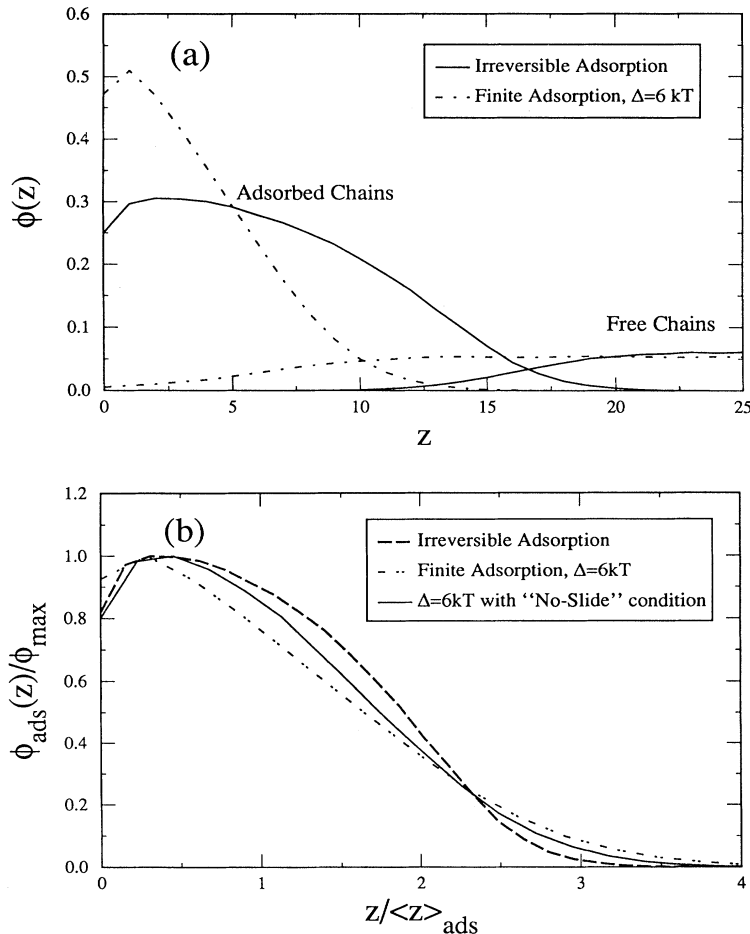 (a)
Irreversible Adsorption
Finite Adsorption, Δ=6 kT
Adsorbed Chains
Free Chains
ϕ(z)
0.6
0.5
0.4
0.3
0.2
0.1
0.0
0 5 10 15 20 25
z
(b)
Irreversible Adsorption
Finite Adsorption, Δ=6kT
Δ=6kT with “No-Slide” condition
ϕads(z)/ϕmax
1.2
1.0
0.8
0.6
0.4
0.2
0.0
0 1 2 3 4
z/<z>ads